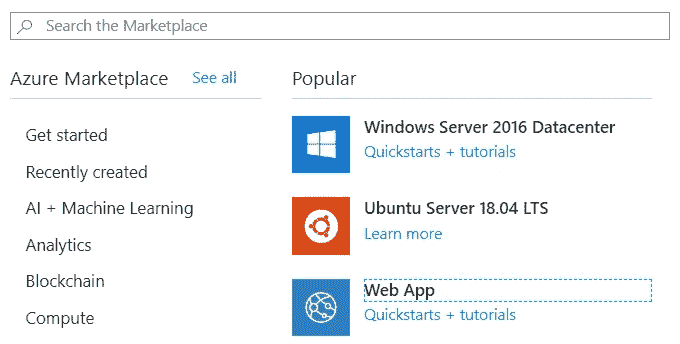 Search the Marketplace
Azure Marketplace See all
Get started
Recently created
AI + Machine Learning
Analytics
Blockchain
Compute
Popular
Windows Server 2016 Datacenter
Quickstarts + tutorials
Ubuntu Server 18.04 LTS
Learn more
Web App
Quickstarts + tutorials